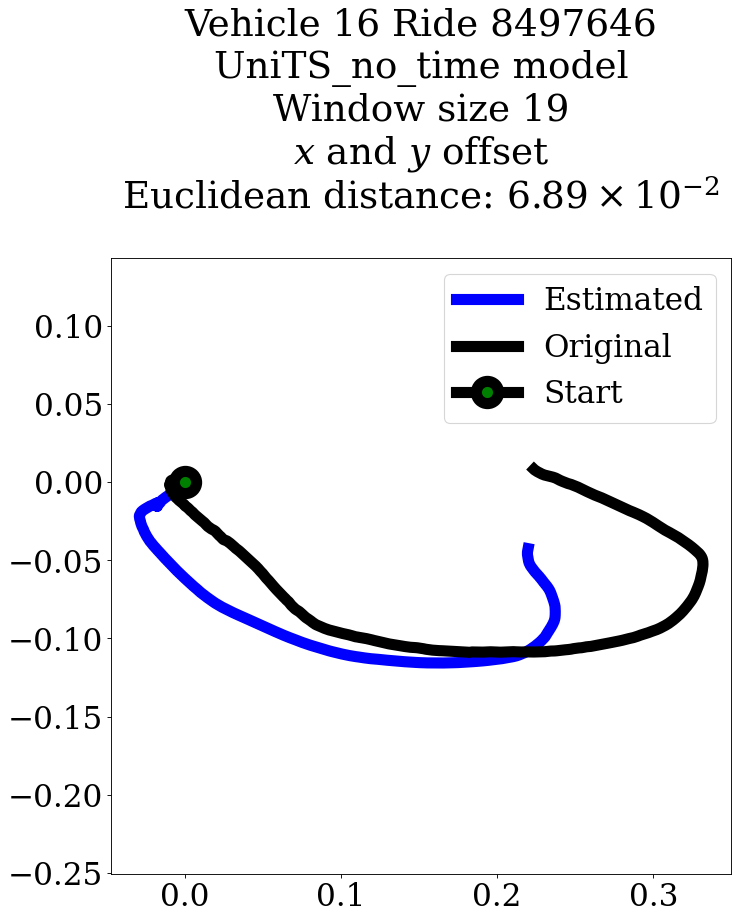 Vehicle 16 Ride 8497646
UniTS_no_time model
Window size 19
x and y offset
Euclidean distance: 6.89 × 10⁻²
Estimated
Original
Start
0.10
0.05
0.00
−0.05
−0.10
−0.15
−0.20
−0.25
0.0 0.1 0.2 0.3